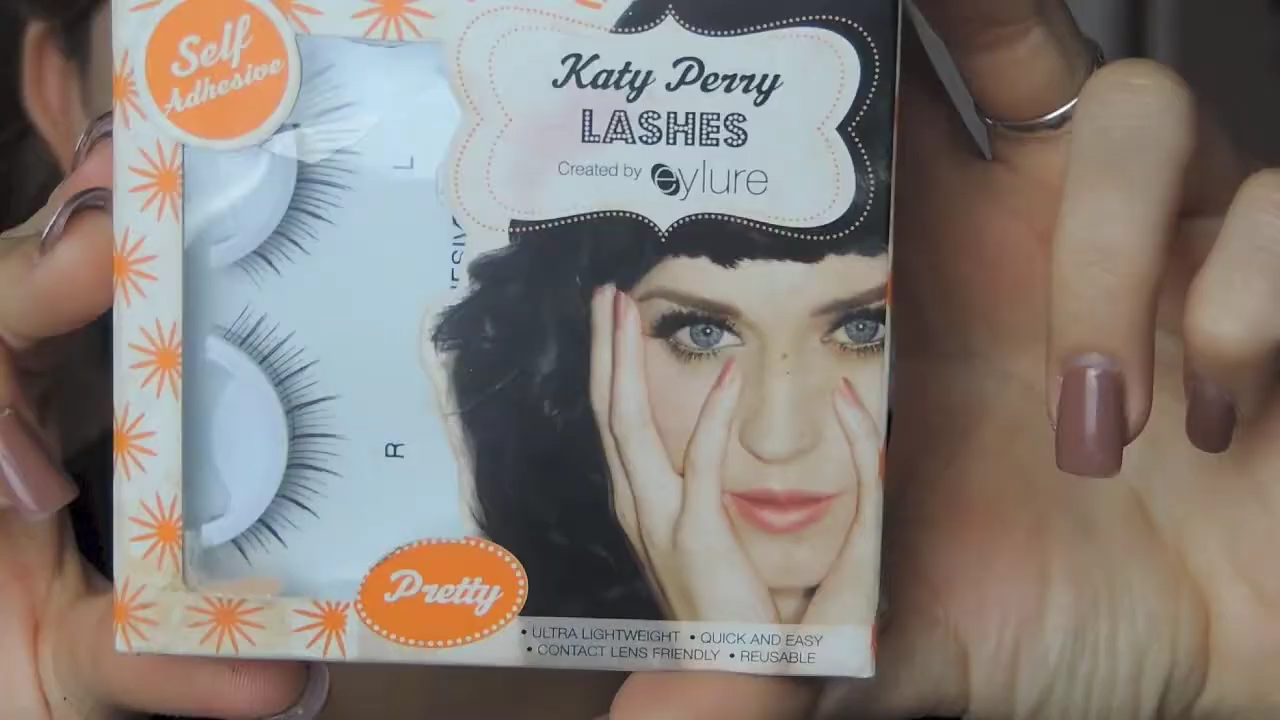 Self
Adhesive
Katy Perry
LASHES
Created by eylure
L
R
Pretty
• ULTRA LIGHTWEIGHT • QUICK AND EASY
• CONTACT LENS FRIENDLY • REUSABLE